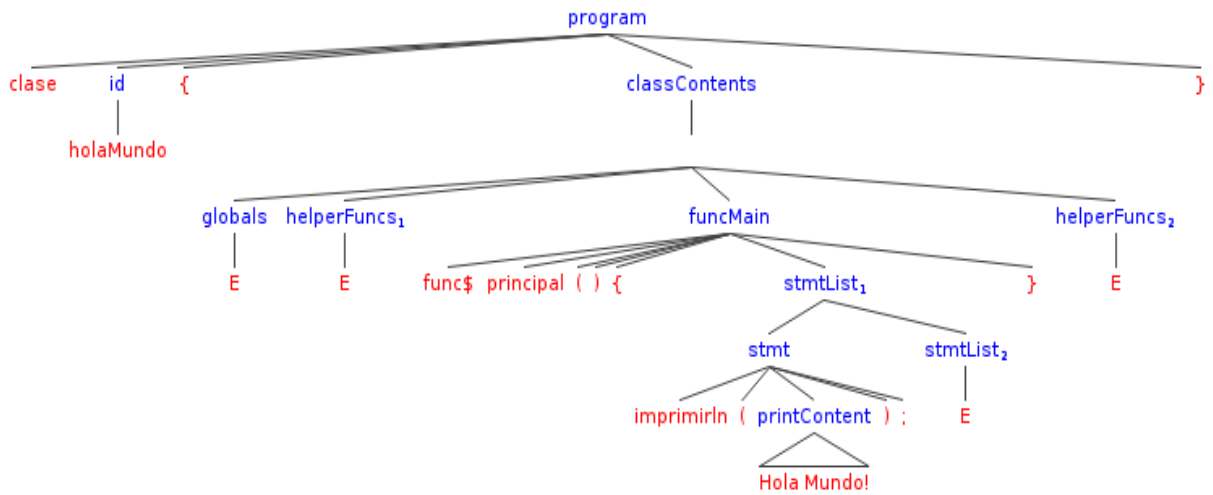 program
clase id { classContents }
holaMundo
globals helperFuncs₁ funcMain helperFuncs₂
E E func$ principal ( ) { stmtList₁ } E
stmt stmtList₂
imprimirln ( printContent ) ; E
Hola Mundo!